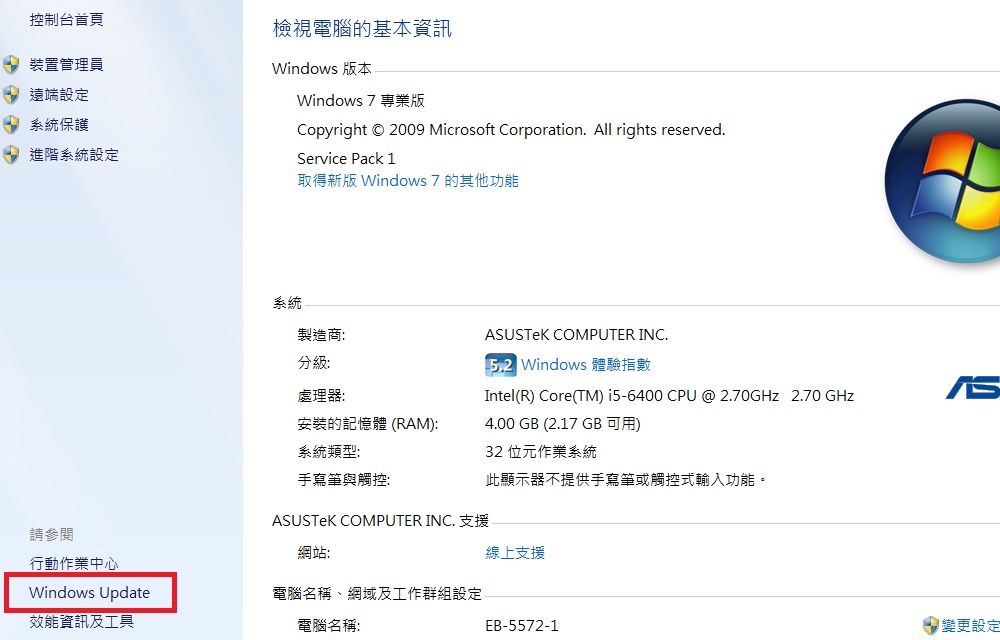 控制台首頁
裝置管理員
遠端設定
系統保護
進階系統設定
請參閱
行動作業中心
Windows Update
效能資訊及工具
檢視電腦的基本資訊
Windows 版本
Windows 7 專業版
Copyright © 2009 Microsoft Corporation. All rights reserved.
Service Pack 1
取得新版 Windows 7 的其他功能
系統
製造商: ASUSTeK COMPUTER INC.
分級: 5.2 Windows 體驗指數
處理器: Intel(R) Core(TM) i5-6400 CPU @ 2.70GHz 2.70 GHz
安裝的記憶體 (RAM): 4.00 GB (2.17 GB 可用)
系統類型: 32 位元作業系統
手寫筆與觸控: 此顯示器不提供手寫筆或觸控式輸入功能。
ASUSTeK COMPUTER INC. 支援
網站: 線上支援
電腦名稱、網域及工作群組設定
電腦名稱: EB-5572-1 變更設定